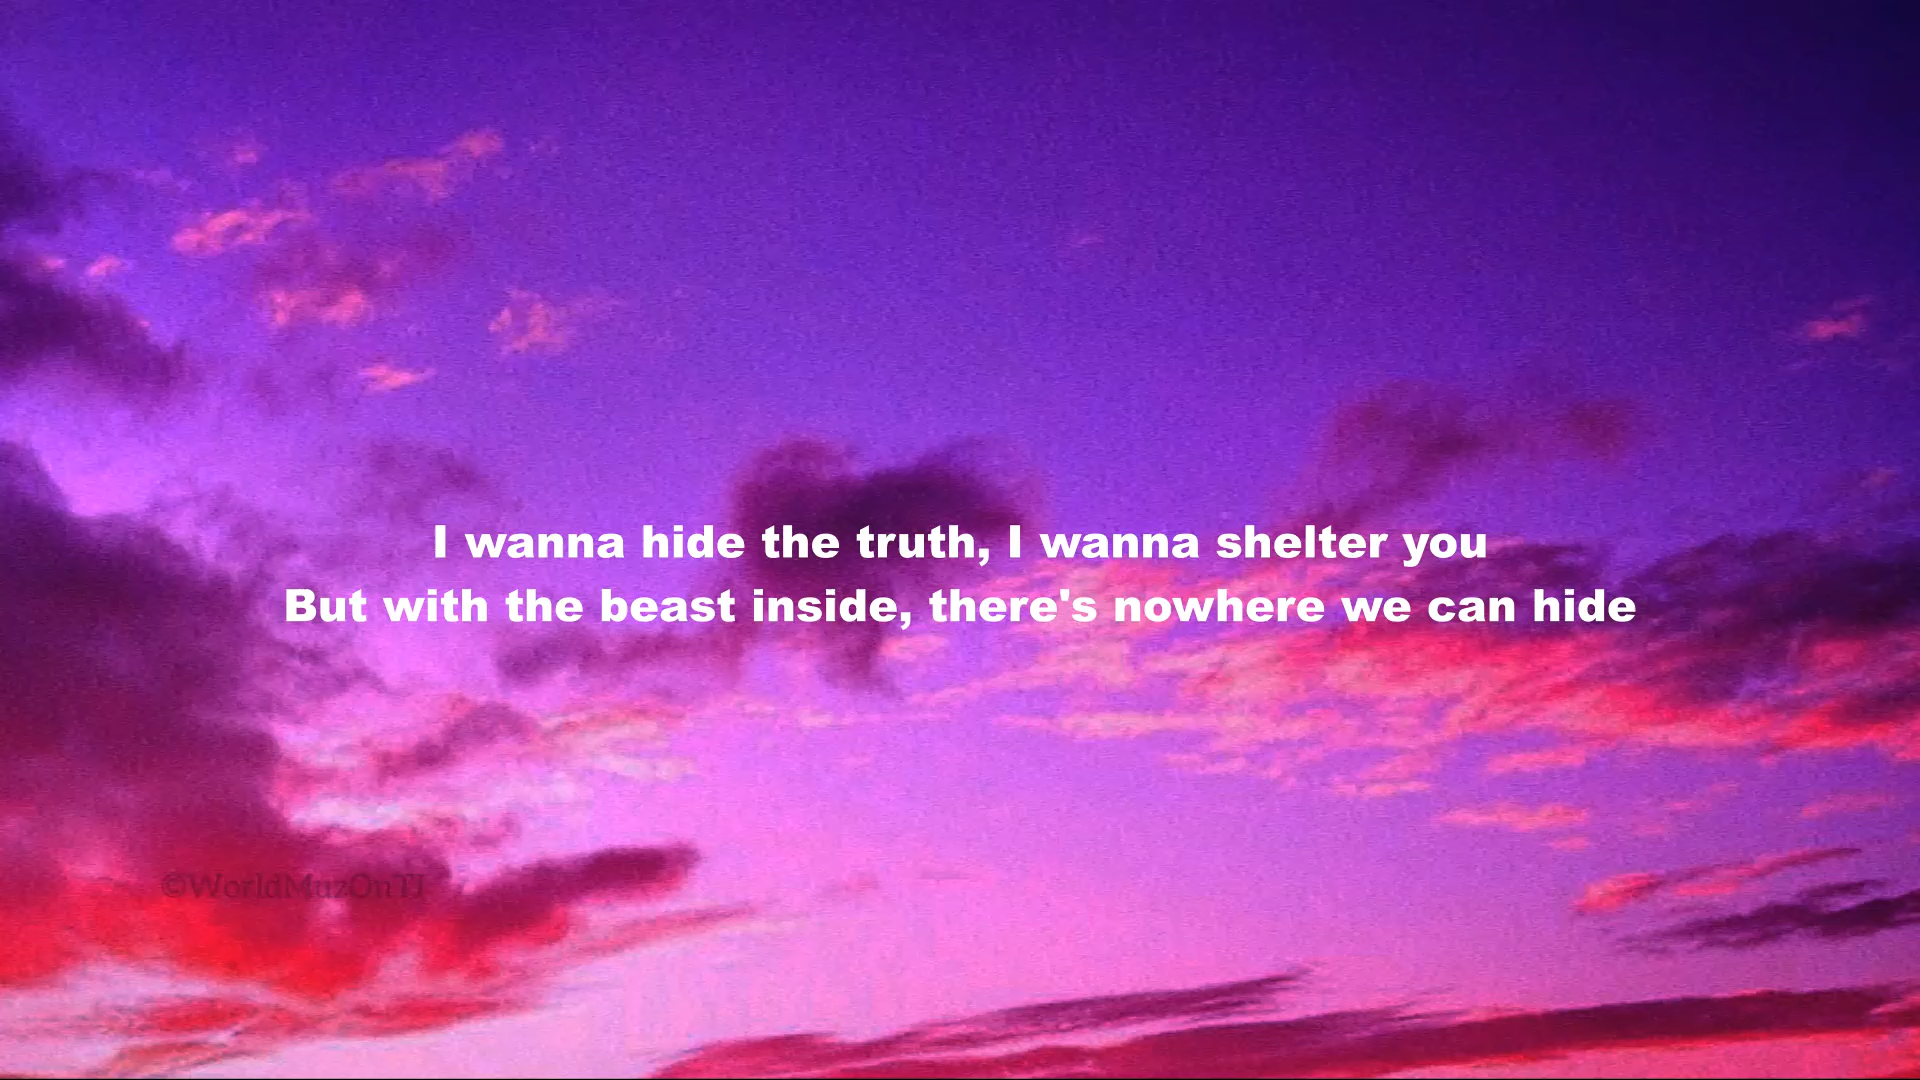 I wanna hide the truth, I wanna shelter you
But with the beast inside, there's nowhere we can hide
©WorldMuzOnTJ